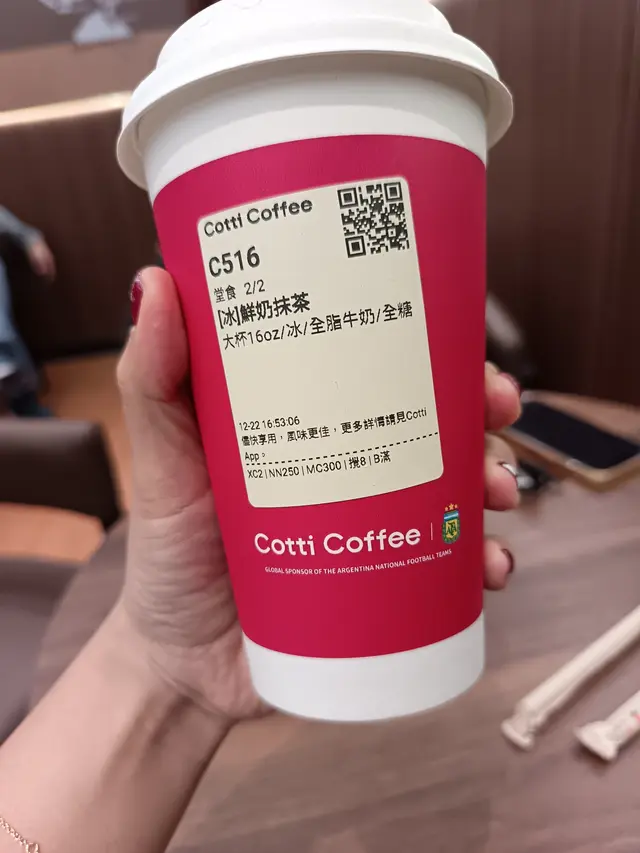 Cotti Coffee
C516
堂食 2/2
[冰]鮮奶抹茶
大杯16oz/冰/全脂牛奶/全糖
12-22 16:53:06
儘快享用，風味更佳，更多詳情請見Cotti
App。
XC2|NN250|MC300|攪8|B滿
Cotti Coffee
AFA
GLOBAL SPONSOR OF THE ARGENTINA NATIONAL FOOTBALL TEAMS